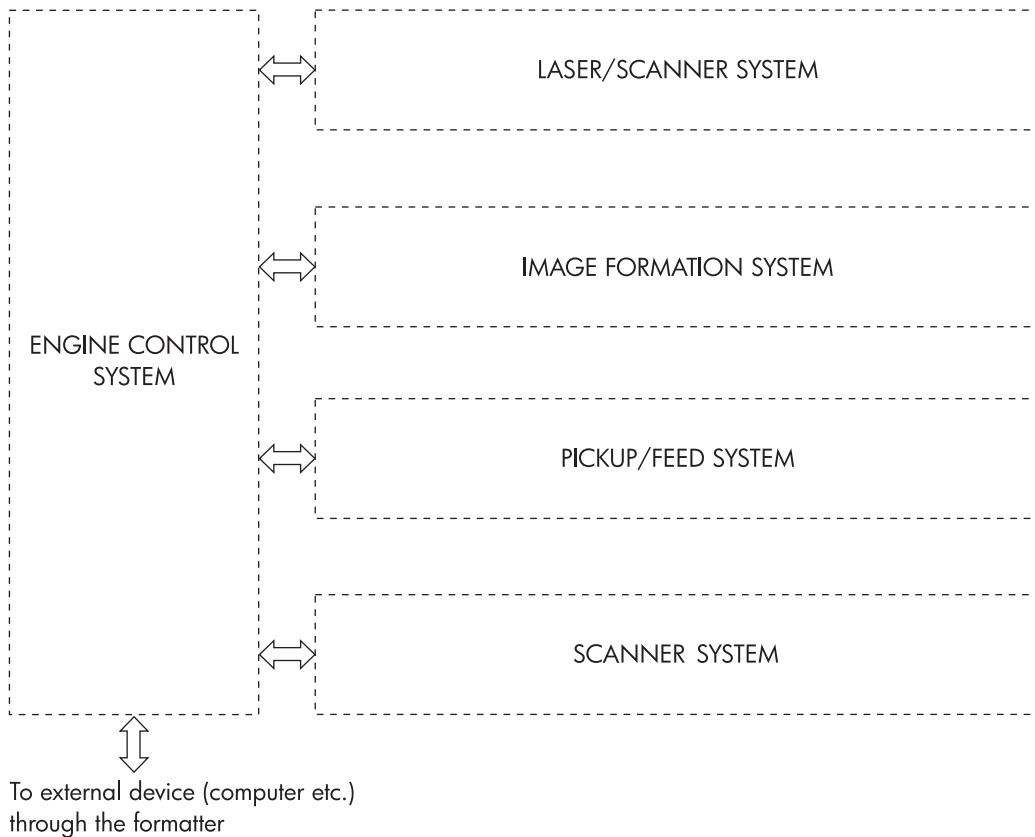 LASER/SCANNER SYSTEM
IMAGE FORMATION SYSTEM
ENGINE CONTROL
SYSTEM
PICKUP/FEED SYSTEM
SCANNER SYSTEM
To external device (computer etc.)
through the formatter